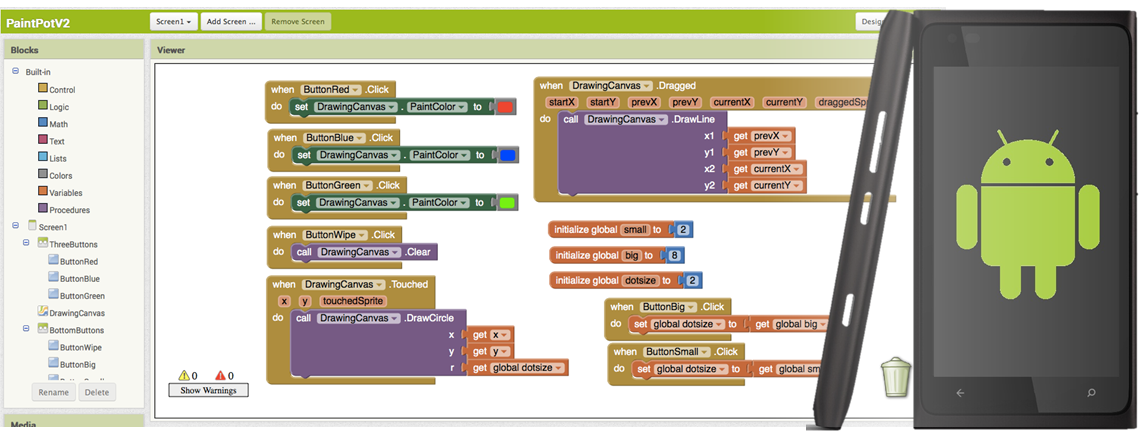 PaintPotV2
Screen1 Add Screen ... Remove Screen
Blocks
Built-in
Control
Logic
Math
Text
Lists
Colors
Variables
Procedures
Screen1
ThreeButtons
ButtonRed
ButtonBlue
ButtonGreen
DrawingCanvas
BottomButtons
ButtonWipe
ButtonBig
Rename Delete
Media
Viewer
when ButtonRed .Click
do set DrawingCanvas . PaintColor to
when ButtonBlue .Click
do set DrawingCanvas . PaintColor to
when ButtonGreen .Click
do set DrawingCanvas . PaintColor to
when ButtonWipe .Click
do call DrawingCanvas .Clear
when DrawingCanvas .Touched
x y touchedSprite
do call DrawingCanvas .DrawCircle
x get x
y get y
r get global dotsize
0 0
Show Warnings
when DrawingCanvas .Dragged
startX startY prevX prevY currentX currentY draggedSpr
do call DrawingCanvas .DrawLine
x1 get prevX
y1 get prevY
x2 get currentX
y2 get currentY
initialize global small to 2
initialize global big to 8
initialize global dotsize to 2
when ButtonBig .Click
do set global dotsize to get global big
when ButtonSmall .Click
do set global dotsize to get global sm